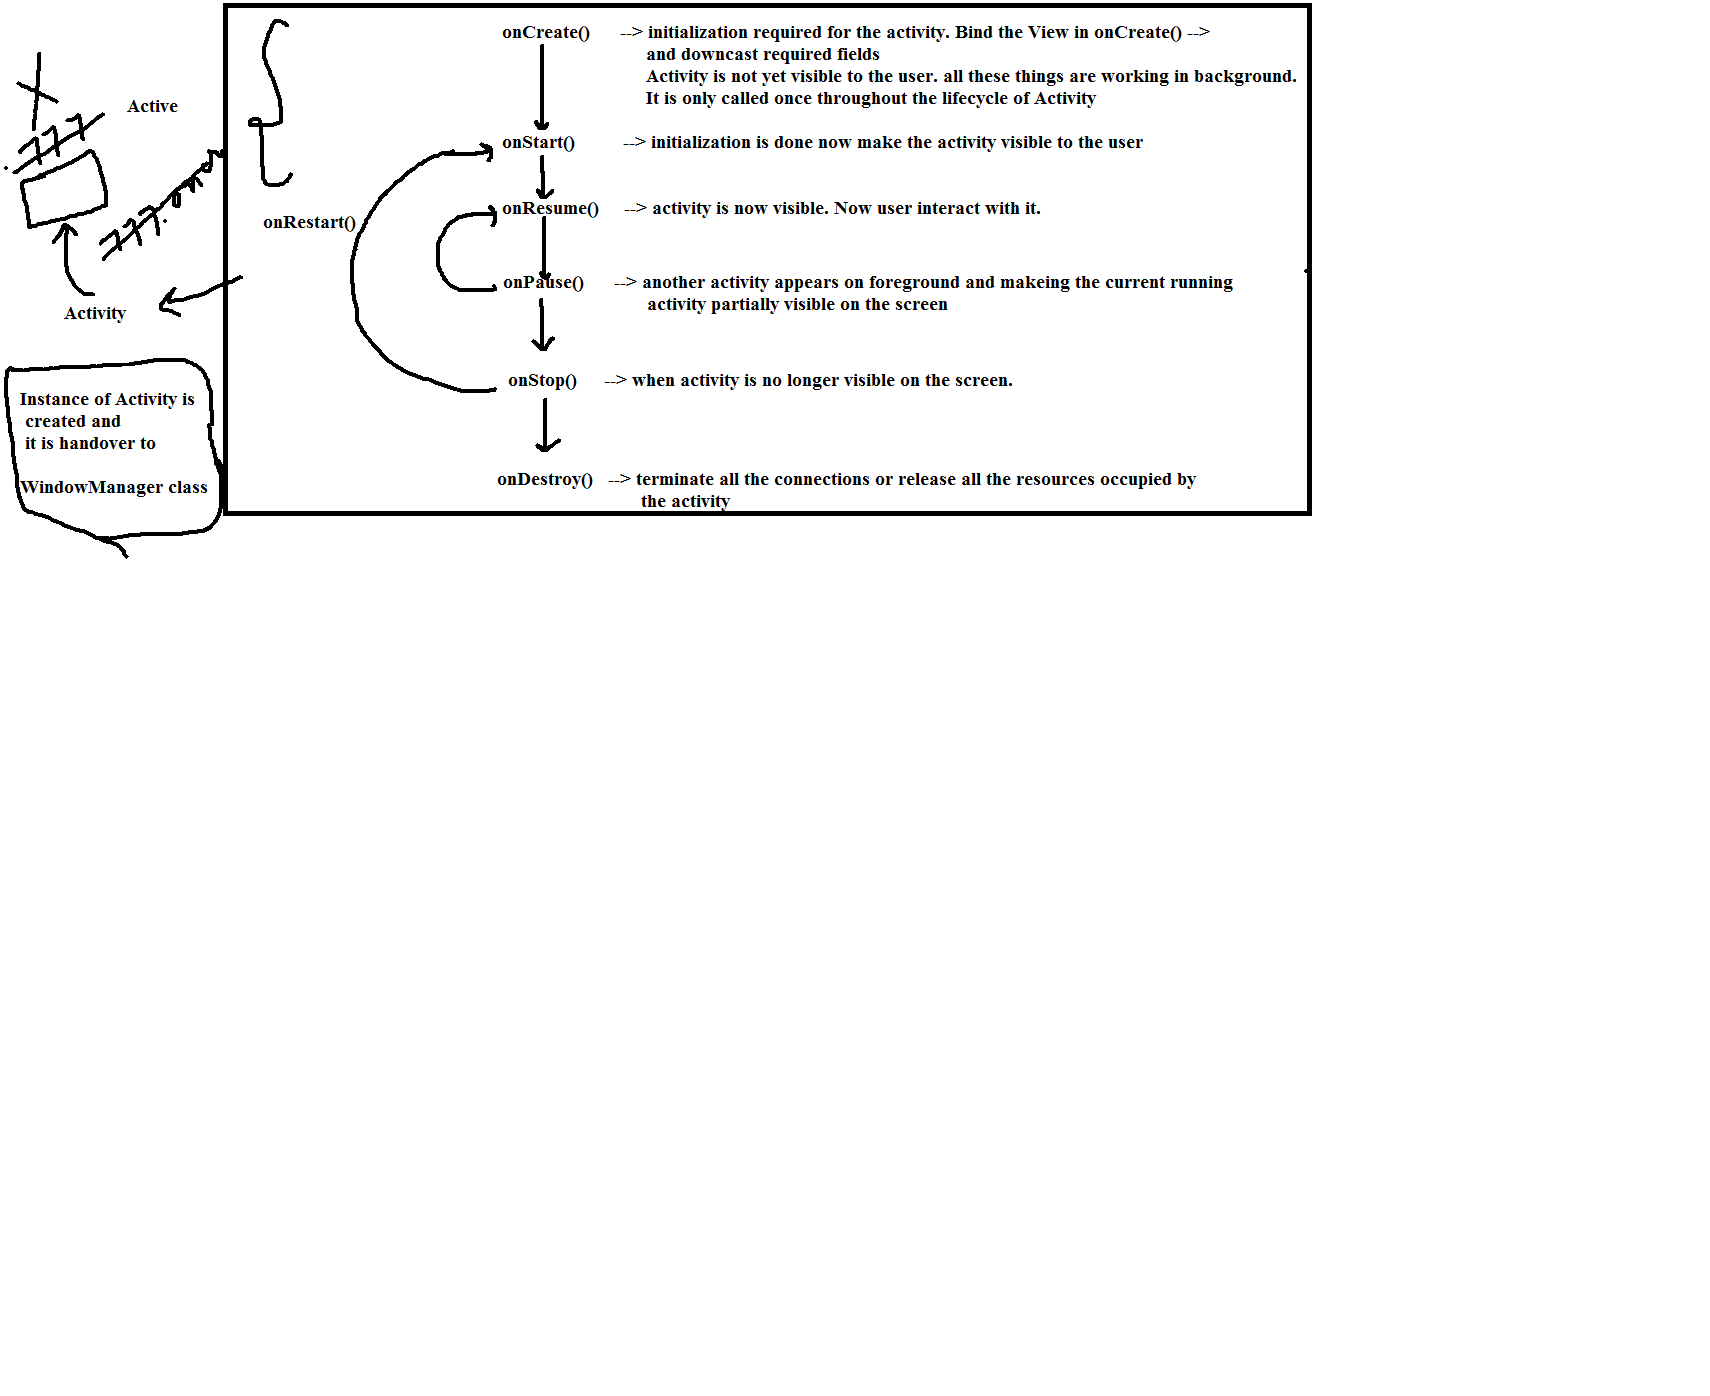 onCreate() --> initialization required for the activity. Bind the View in onCreate() -->
and downcast required fields
Activity is not yet visible to the user. all these things are working in background.
It is only called once throughout the lifecycle of Activity
Active
onStart() --> initialization is done now make the activity visible to the user
onResume() --> activity is now visible. Now user interact with it.
onRestart()
onPause() --> another activity appears on foreground and makeing the current running
activity partially visible on the screen
Activity
onStop() --> when activity is no longer visible on the screen.
Instance of Activity is
created and
it is handover to
WindowManager class
onDestroy() --> terminate all the connections or release all the resources occupied by
the activity